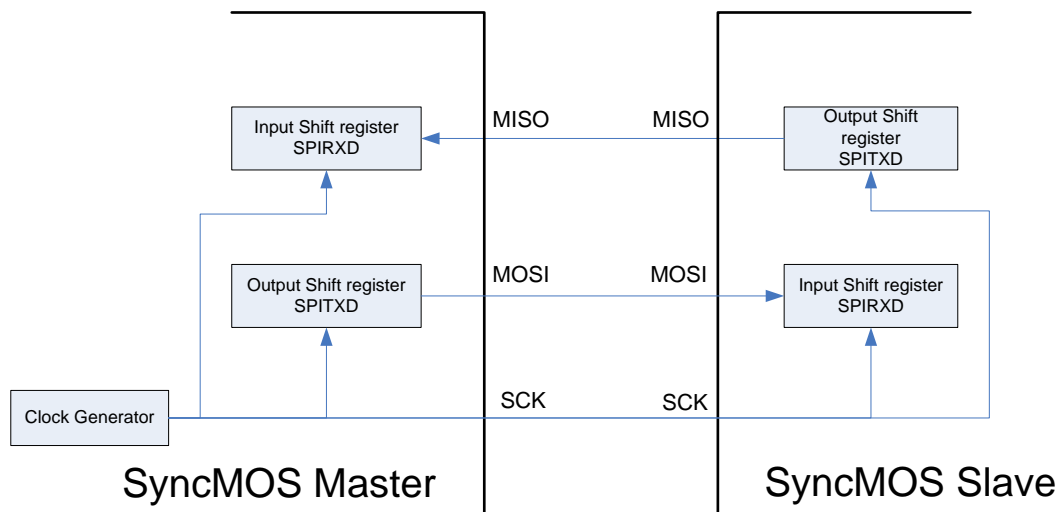 MISO
MISO
Input Shift register
SPIRXD
Output Shift
register
SPITXD
MOSI
MOSI
Output Shift register
SPITXD
Input Shift register
SPIRXD
SCK
SCK
Clock Generator
SyncMOS Master
SyncMOS Slave